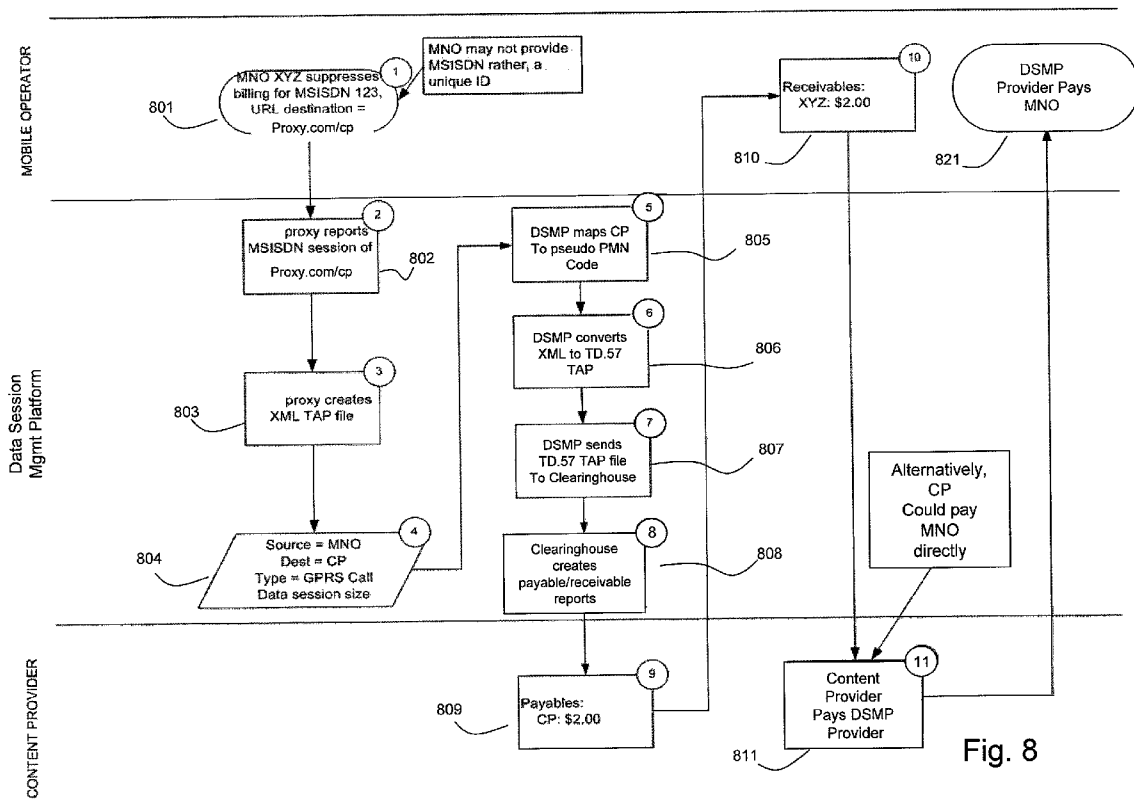 MOBILE OPERATOR
1
MNO XYZ suppresses
billing for MSISDN 123,
URL destination =
Proxy.com/cp
801
MNO may not provide
MSISDN rather, a
unique ID
10
Receivables:
XYZ: $2.00
810
DSMP
Provider Pays
MNO
821
Data Session
Mgmt Platform
2
proxy reports
MSISDN session of
Proxy.com/cp
802
3
proxy creates
XML TAP file
803
4
Source = MNO
Dest = CP
Type = GPRS Call
Data session size
804
5
DSMP maps CP
To pseudo PMN
Code
805
6
DSMP converts
XML to TD.57
TAP
806
7
DSMP sends
TD.57 TAP file
To Clearinghouse
807
8
Clearinghouse
creates
payable/receivable
reports
808
Alternatively,
CP
Could pay
MNO
directly
CONTENT PROVIDER
9
Payables:
CP: $2.00
809
11
Content
Provider
Pays DSMP
Provider
811
Fig. 8